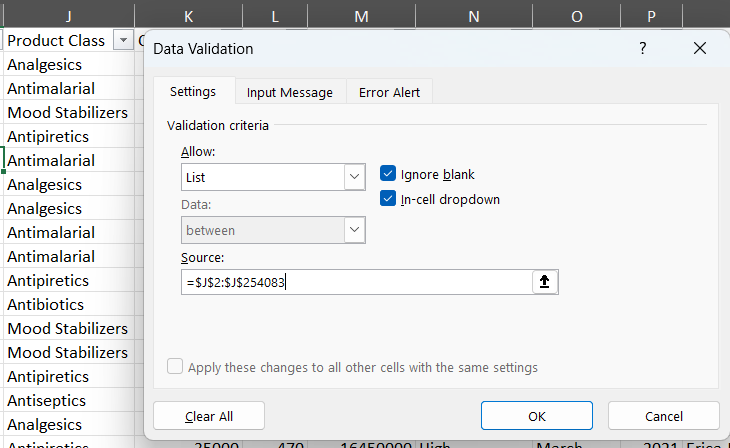 J K L M N O P
Product Class
Data Validation ? X
Analgesics
Settings Input Message Error Alert
Antimalarial
Mood Stabilizers
Validation criteria
Antipiretics
Allow:
Antimalarial
List
Ignore blank
Analgesics
In-cell dropdown
Analgesics
Data:
Antimalarial
between
Antimalarial
Source:
Antipiretics
=$J$2:$J$254083
Antibiotics
Mood Stabilizers
Mood Stabilizers
Apply these changes to all other cells with the same settings
Antipiretics
Antiseptics
Clear All OK Cancel
Analgesics
Antipiretics 35000 470 16450000 High March 2021